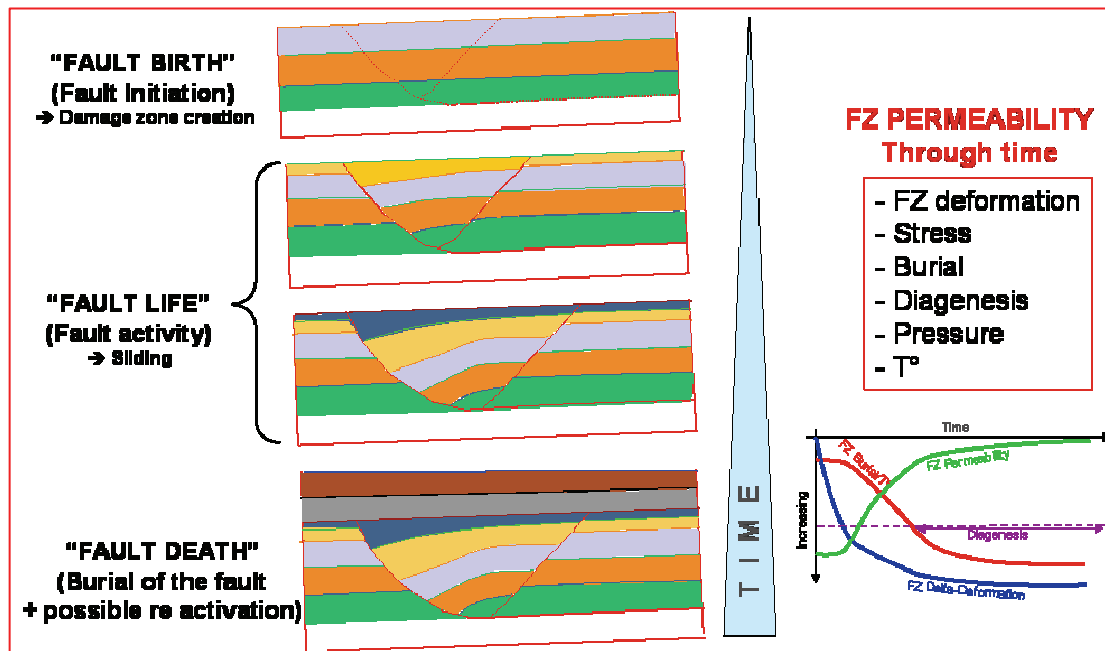 “FAULT BIRTH”
(Fault Initiation)
→ Damage zone creation
“FAULT LIFE”
(Fault activity)
→ Sliding
“FAULT DEATH”
(Burial of the fault
+ possible re activation)
TIME
FZ PERMEABILITY
Through time
- FZ deformation
- Stress
- Burial
- Diagenesis
- Pressure
- T°
Time
FZ Burial/T°
FZ Permeability
Increasing
Diagenesis
FZ Delta-Deformation